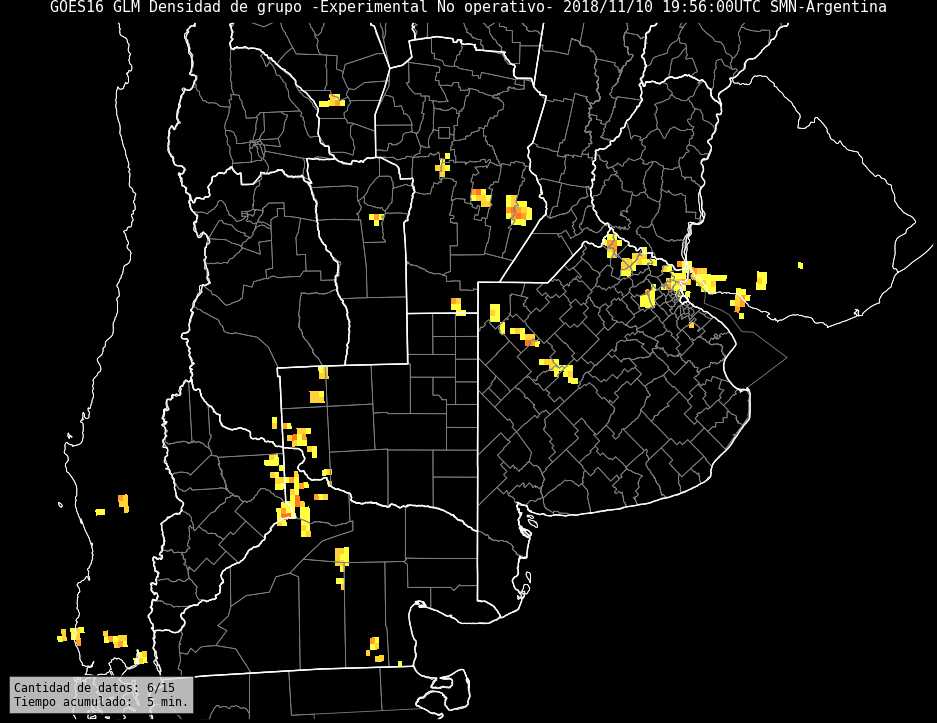 GOES16 GLM Densidad de grupo -Experimental No operativo- 2018/11/10 19:56:00UTC SMN-Argentina
Cantidad de datos: 6/15
Tiempo acumulado:  5 min.